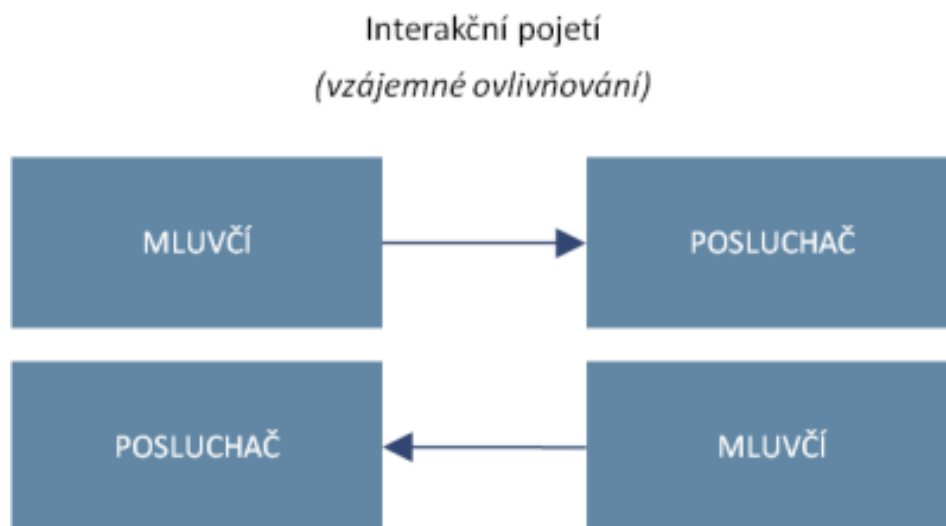 Interakční pojetí
(vzájemné ovlivňování)
MLUVČÍ
POSLUCHAČ
POSLUCHAČ
MLUVČÍ